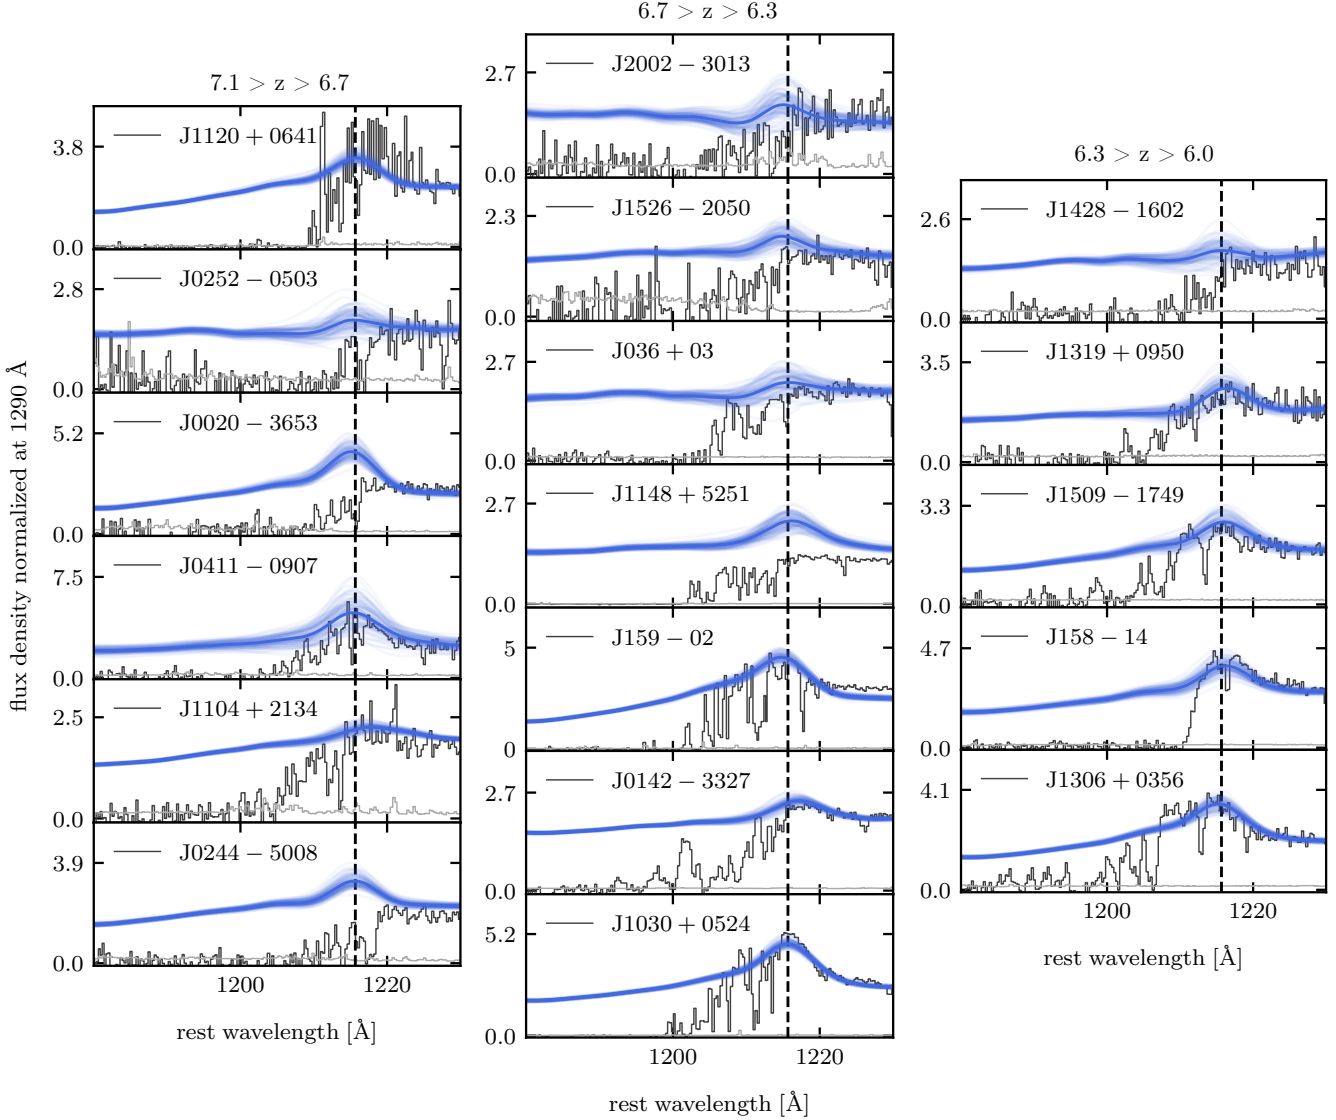 flux density normalized at 1290 Å
7.1 > z > 6.7
J1120 + 0641
3.8
0.0
J0252 − 0503
2.8
0.0
J0020 − 3653
5.2
0.0
J0411 − 0907
7.5
0.0
J1104 + 2134
2.5
0.0
J0244 − 5008
3.9
0.0
1200 1220
rest wavelength [Å]
6.7 > z > 6.3
J2002 − 3013
2.7
0.0
J1526 − 2050
2.3
0.0
J036 + 03
2.7
0.0
J1148 + 5251
2.7
0.0
J159 − 02
5
0
J0142 − 3327
2.7
0.0
J1030 + 0524
5.2
0.0
1200 1220
rest wavelength [Å]
6.3 > z > 6.0
J1428 − 1602
2.6
0.0
J1319 + 0950
3.5
0.0
J1509 − 1749
3.3
0.0
J158 − 14
4.7
0.0
J1306 + 0356
4.1
0.0
1200 1220
rest wavelength [Å]